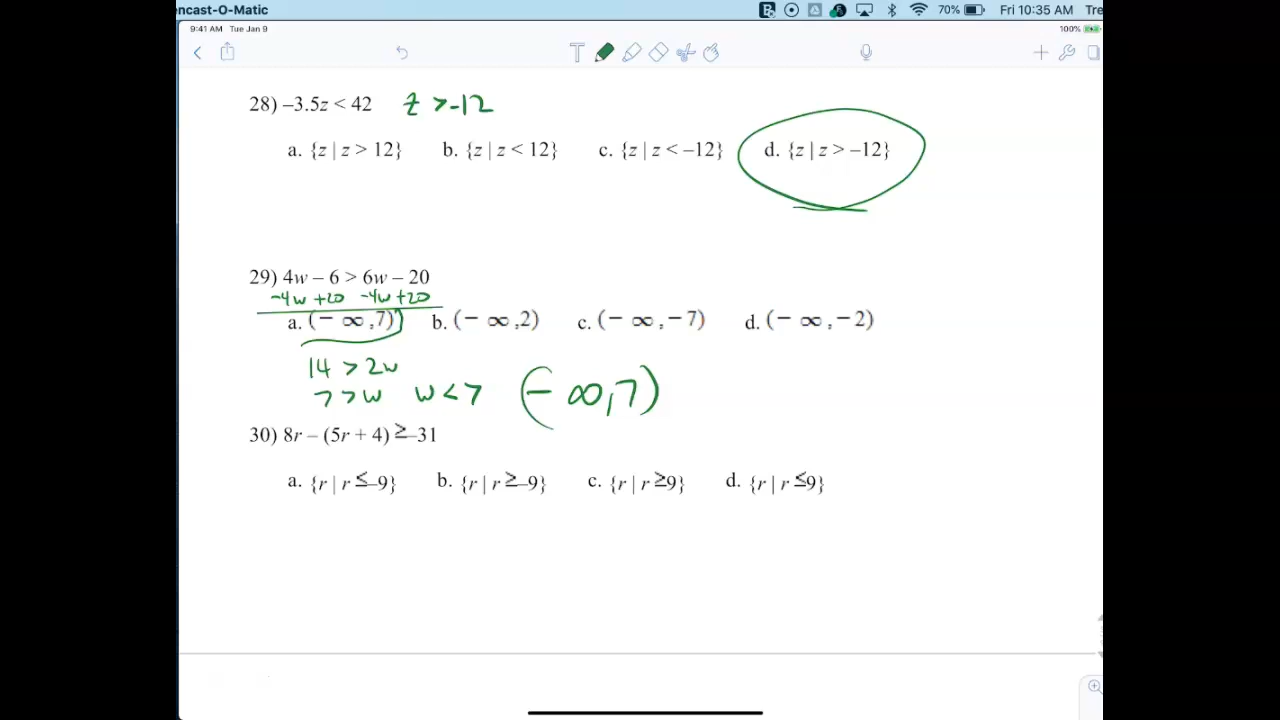 encast-O-Matic 70% Fri 10:35 AM Tre
9:41 AM Tue Jan 9 100%
T
28) –3.5z < 42 z > -12
a. {z | z > 12} b. {z | z < 12} c. {z | z < –12} d. {z | z > –12}
29) 4w – 6 > 6w – 20
-4w +20 -4w +20
a. (− ∞,7) b. (− ∞,2) c. (− ∞,−7) d. (− ∞,−2)
14 > 2w
7 > w w < 7 (- ∞,7)
30) 8r – (5r + 4) ≥ –31
a. {r | r ≤ –9} b. {r | r ≥ –9} c. {r | r ≥ 9} d. {r | r ≤ 9}